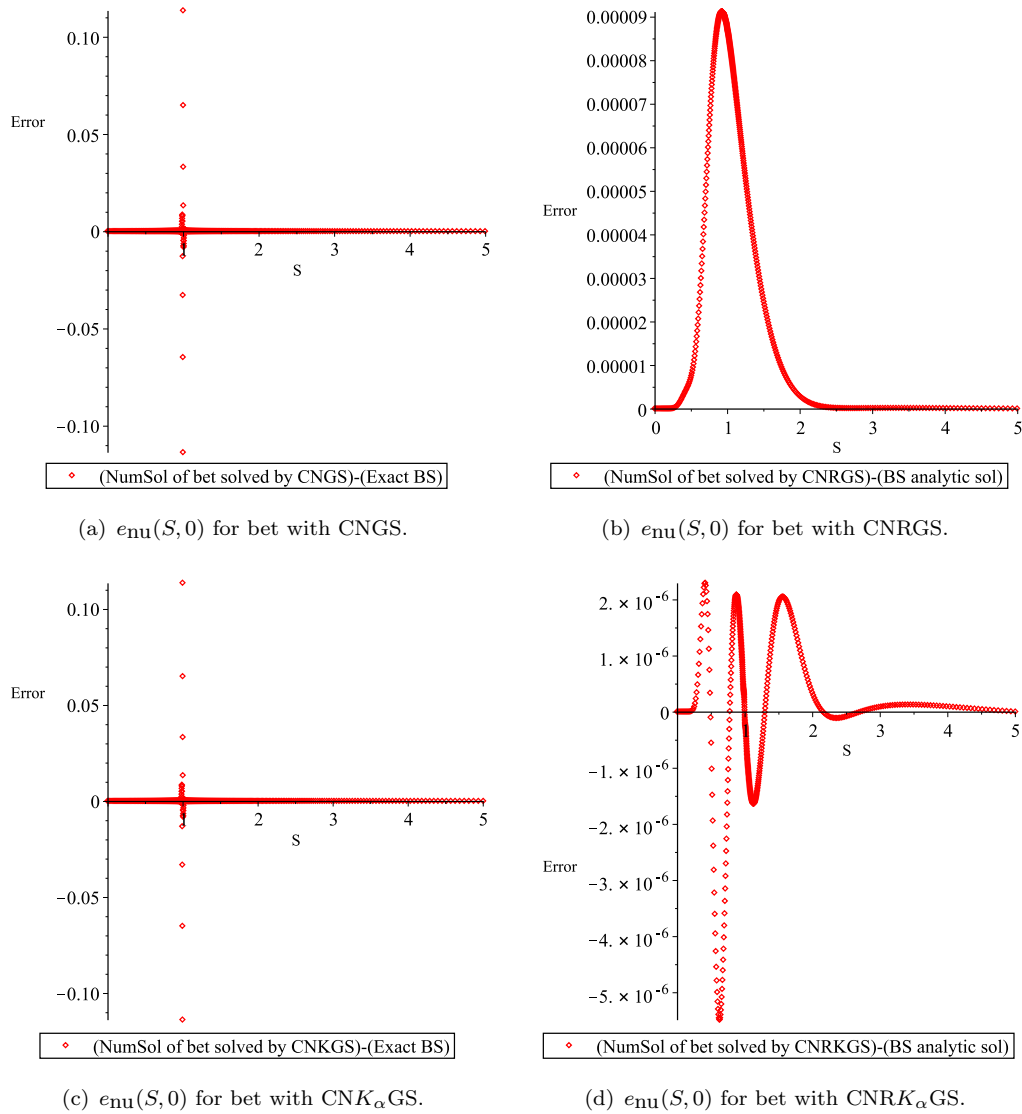 0.10
Error
0.05
0
1
2
3
4
5
S
−0.05
−0.10
(NumSol of bet solved by CNGS)-(Exact BS)
(a) e_nu(S, 0) for bet with CNGS.
0.00009
0.00008
0.00007
0.00006
0.00005
Error
0.00004
0.00003
0.00002
0.00001
0
0
1
2
3
4
5
S
(NumSol of bet solved by CNRGS)-(BS analytic sol)
(b) e_nu(S, 0) for bet with CNRGS.
0.10
Error
0.05
0
1
2
3
4
5
S
−0.05
−0.10
(NumSol of bet solved by CNKGS)-(Exact BS)
(c) e_nu(S, 0) for bet with CNK_αGS.
2. × 10^-6
1. × 10^-6
0
1
2
3
4
5
S
−1. × 10^-6
−2. × 10^-6
Error
−3. × 10^-6
−4. × 10^-6
−5. × 10^-6
(NumSol of bet solved by CNRKGS)-(BS analytic sol)
(d) e_nu(S, 0) for bet with CNRK_αGS.